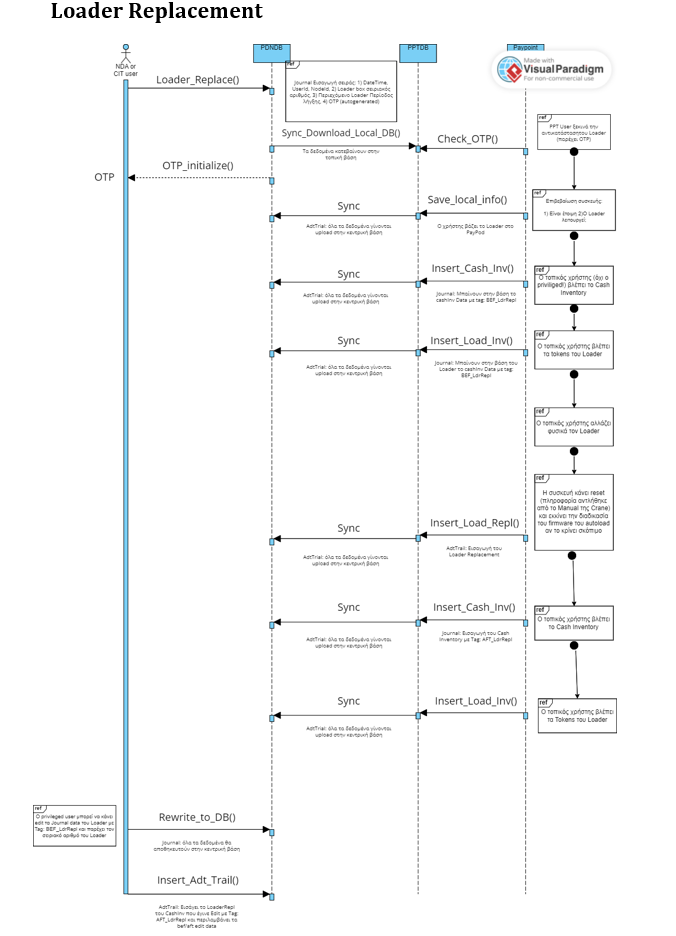 Loader Replacement
PDNDB
PPTDB
Paypoint
Made with
VisualParadigm
For non-commercial use
NDA or
CIT user
Loader_Replace()
ref
Journal Εισαγωγή σειράς: 1) DateTime,
UserId, NodeId, 2) Loader box σειριακός
αριθμός, 3) Περιεχόμενο Loader Περίοδος
λήξης, 4) OTP (autogenerated)
ref
PPT User ξεκινά την
αντικατάσταση του Loader
(παρέχει OTP)
Sync_Download_Local_DB()
Τα δεδομένα κατεβαίνουν στην
τοπική βάση
Check_OTP()
OTP_initialize()
OTP
ref
Επιβεβαίωση συσκευής:
1) Είναι έτοιμη 2)Ο Loader
λειτουργεί
Sync
AdtTrial: όλα τα δεδομένα γίνονται
upload στην κεντρική βάση
Save_local_info()
Ο χρήστης βάζει το Loader στο
PayPod
ref
Ο τοπικός χρήστης (όχι ο
priviliged!) βλέπει το Cash
Inventory
Sync
AdtTrial: όλα τα δεδομένα γίνονται
upload στην κεντρική βάση
Insert_Cash_Inv()
Journal: Μπαίνουν στην βάση το
cashinv Data με tag: BEF_LdrRepl
ref
Ο τοπικός χρήστης βλέπει
τα tokens του Loader
Sync
AdtTrial: όλα τα δεδομένα γίνονται
upload στην κεντρική βάση
Insert_Load_Inv()
Journal: Μπαίνουν στην βάση του
Loader το cashinv Data με tag:
BEF_LdrRepl
ref
Ο τοπικός χρήστης αλλάζει
φυσικά τον Loader
ref
Η συσκευή κάνει reset
(πληροφορία αντλήθηκε
από το Manual της Crane)
και εκκίνει την διαδικασία
του firmware του autoload
αν το κρίνει σκόπιμο
Sync
AdtTrial: όλα τα δεδομένα γίνονται
upload στην κεντρική βάση
Insert_Load_Repl()
AdtTrail: Εισαγωγή του
Loader Replacement
ref
Ο τοπικός χρήστης βλέπει
το Cash Inventory
Sync
AdtTrial: όλα τα δεδομένα γίνονται
upload στην κεντρική βάση
Insert_Cash_Inv()
Journal: Εισαγωγή του Cash
Inventory με Tag: AFT_LdrRepl
ref
Ο τοπικός χρήστης βλέπει
τα Tokens του Loader
Sync
AdtTrial: όλα τα δεδομένα γίνονται
upload στην κεντρική βάση
Insert_Load_Inv()
ref
Ο privileged user μπορεί να κάνει
edit τα Journal data του Loader με
Tag: BEF_LdrRepl και παρέχει τον
σειριακό αριθμό του Loader
Rewrite_to_DB()
Journal: όλα τα δεδομένα θα
αποθηκευτούν στην κεντρική βάση
Insert_Adt_Trail()
AdtTrail: Εισάγει το LoaderRepl
του CashInv που έγινε Edit με Tag:
AFT_LdrRepl και περιλαμβάνει τα
bef/aft edit data